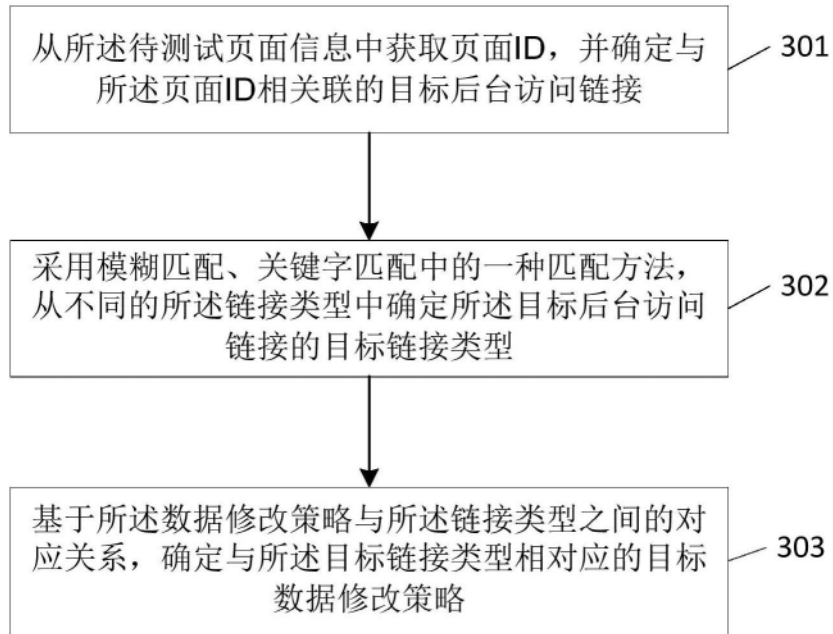 从所述待测试页面信息中获取页面ID，并确定与
所述页面ID相关联的目标后台访问链接
301
采用模糊匹配、关键字匹配中的一种匹配方法，
从不同的所述链接类型中确定所述目标后台访问
链接的目标链接类型
302
基于所述数据修改策略与所述链接类型之间的对
应关系，确定与所述目标链接类型相对应的目标
数据修改策略
303